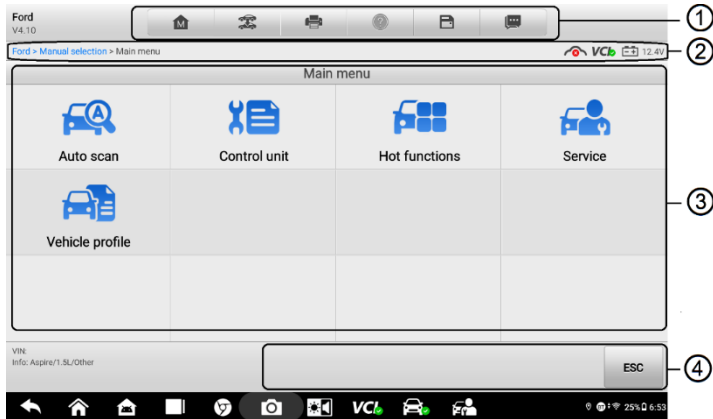 Ford
V4.10
M
①
Ford > Manual selection > Main menu
VCI 12.4V
②
Main menu
A
Auto scan
Control unit
Hot functions
Service
③
Vehicle profile
VIN:
Info: Aspire/1.5L/Other
ESC
④
VCI
25% 6:53